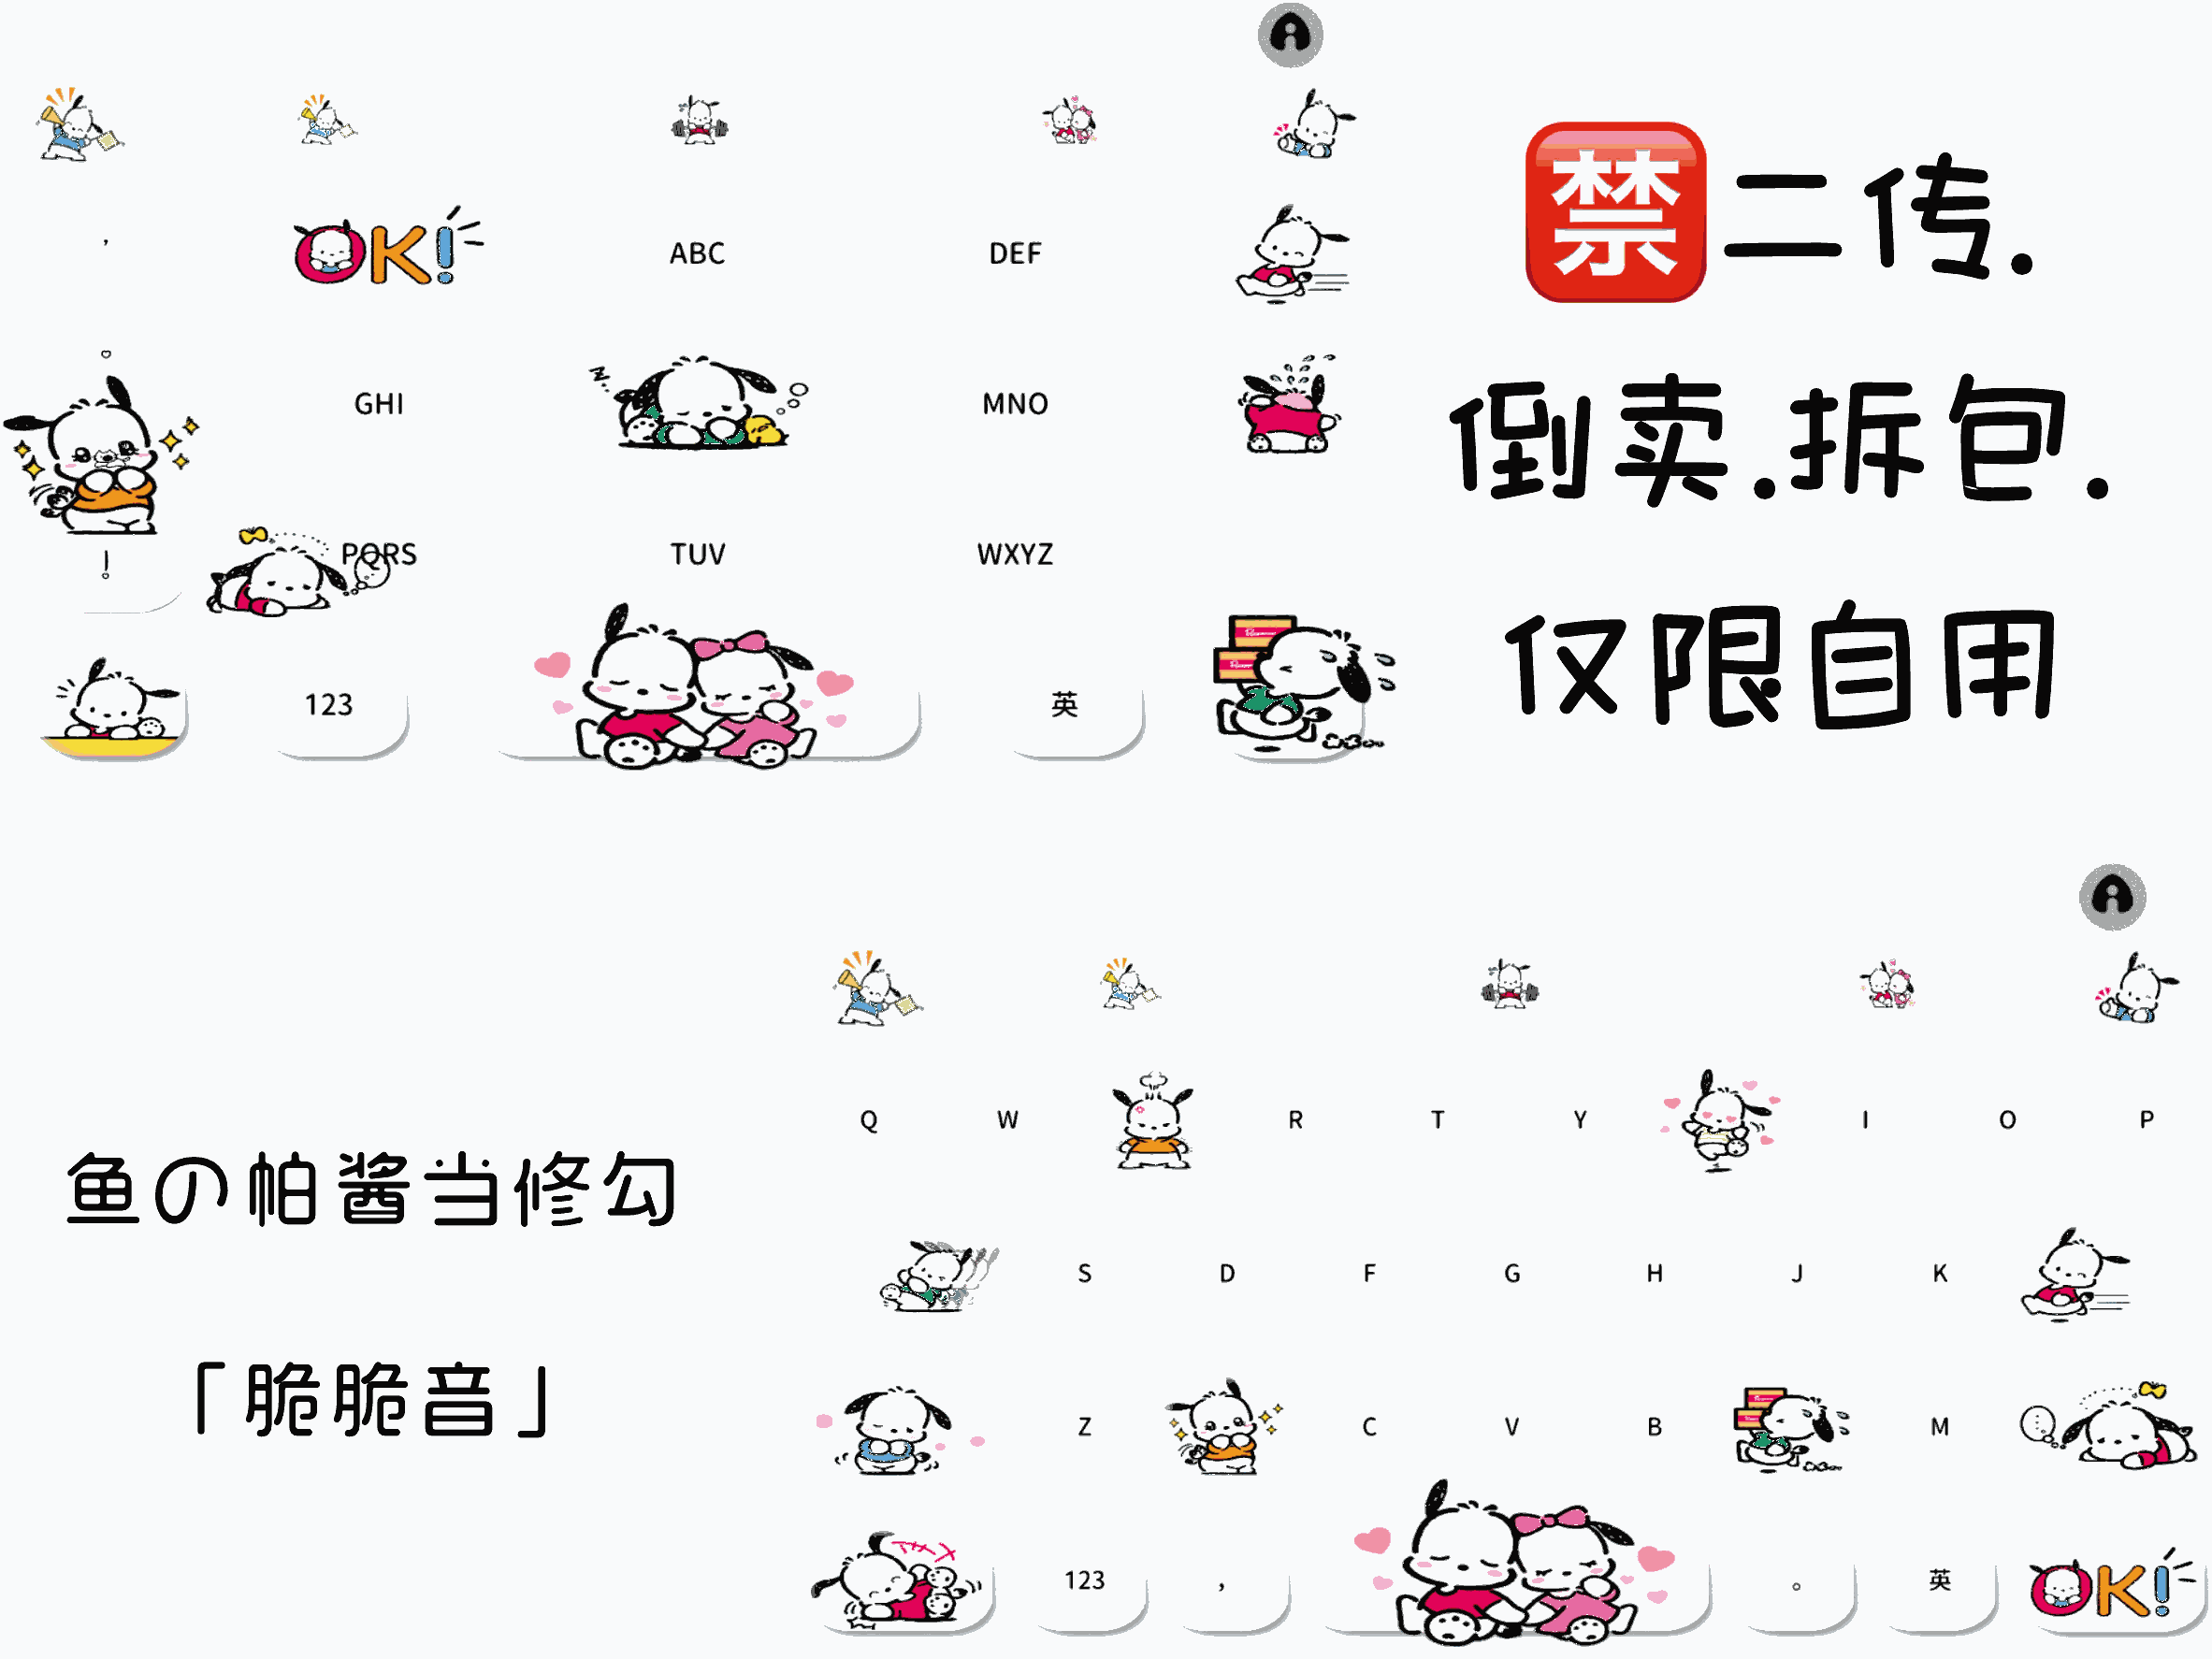 禁二传.
,
OK!
ABC
DEF
GHI
MNO
倒卖.拆包.
!
PQRS
TUV
WXYZ
仅限自用
123
英
Q
W
R
T
Y
I
O
P
鱼の帕酱当修勾
S
D
F
G
H
J
K
「脆脆音」
Z
C
V
B
M
123
,
。
英
OK!